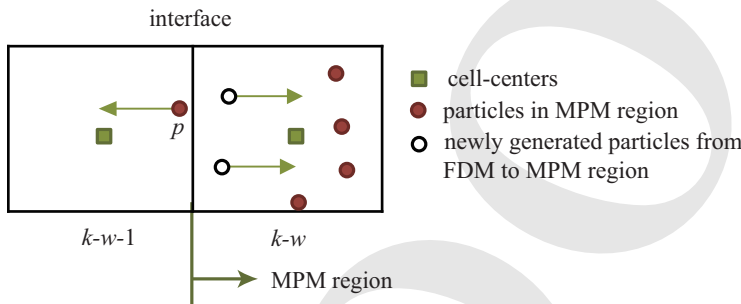 interface
cell-centers
particles in MPM region
p
newly generated particles from
FDM to MPM region
k-w-1
k-w
MPM region